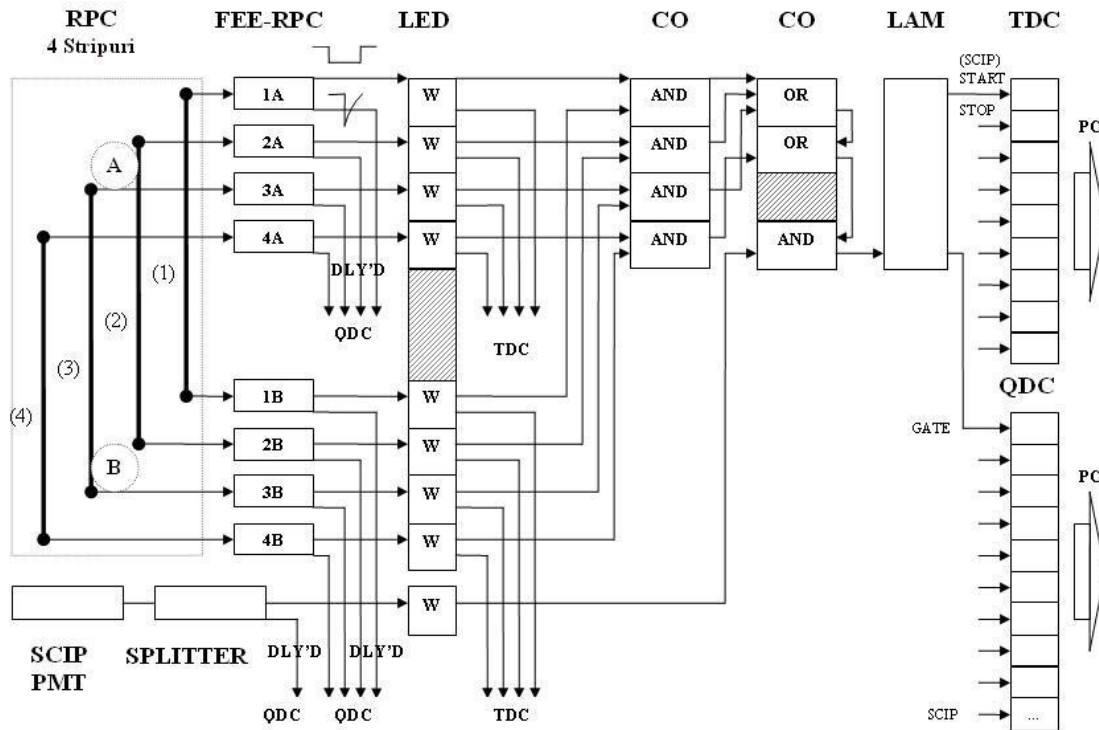 RPC FEE-RPC LED CO CO LAM TDC
4 Stripuri
(SCIP)
START
1A W AND OR
STOP
PC
2A W AND OR
A
3A W AND
4A W AND AND
(1)
DLY'D
(2)
QDC
TDC
(3)
QDC
1B W
(4)
GATE
2B W
B
3B W
PC
4B W
W
DLY'D DLY'D
SCIP SPLITTER
PMT
QDC QDC TDC
SCIP ...